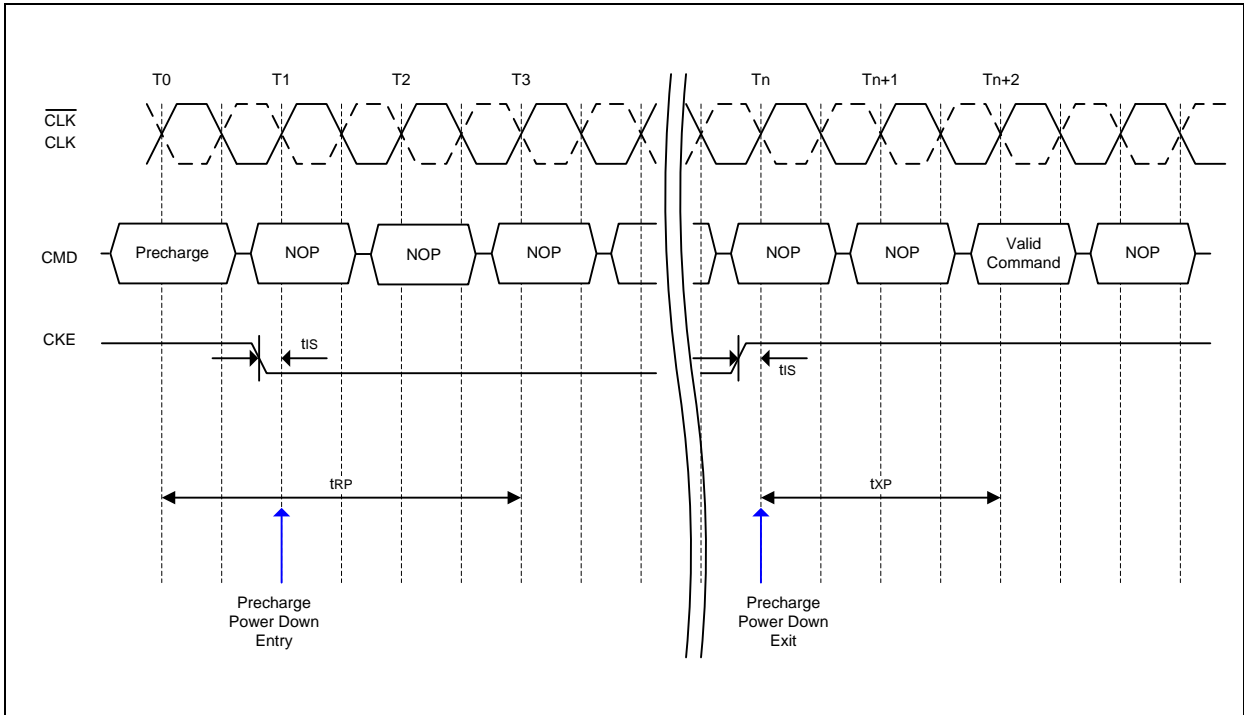 T0 T1 T2 T3 Tn Tn+1 Tn+2
CLK
CLK
CMD Precharge NOP NOP NOP NOP NOP Valid NOP
Command
CKE
tIS tIS
tRP tXP
Precharge Precharge
Power Down Power Down
Entry Exit